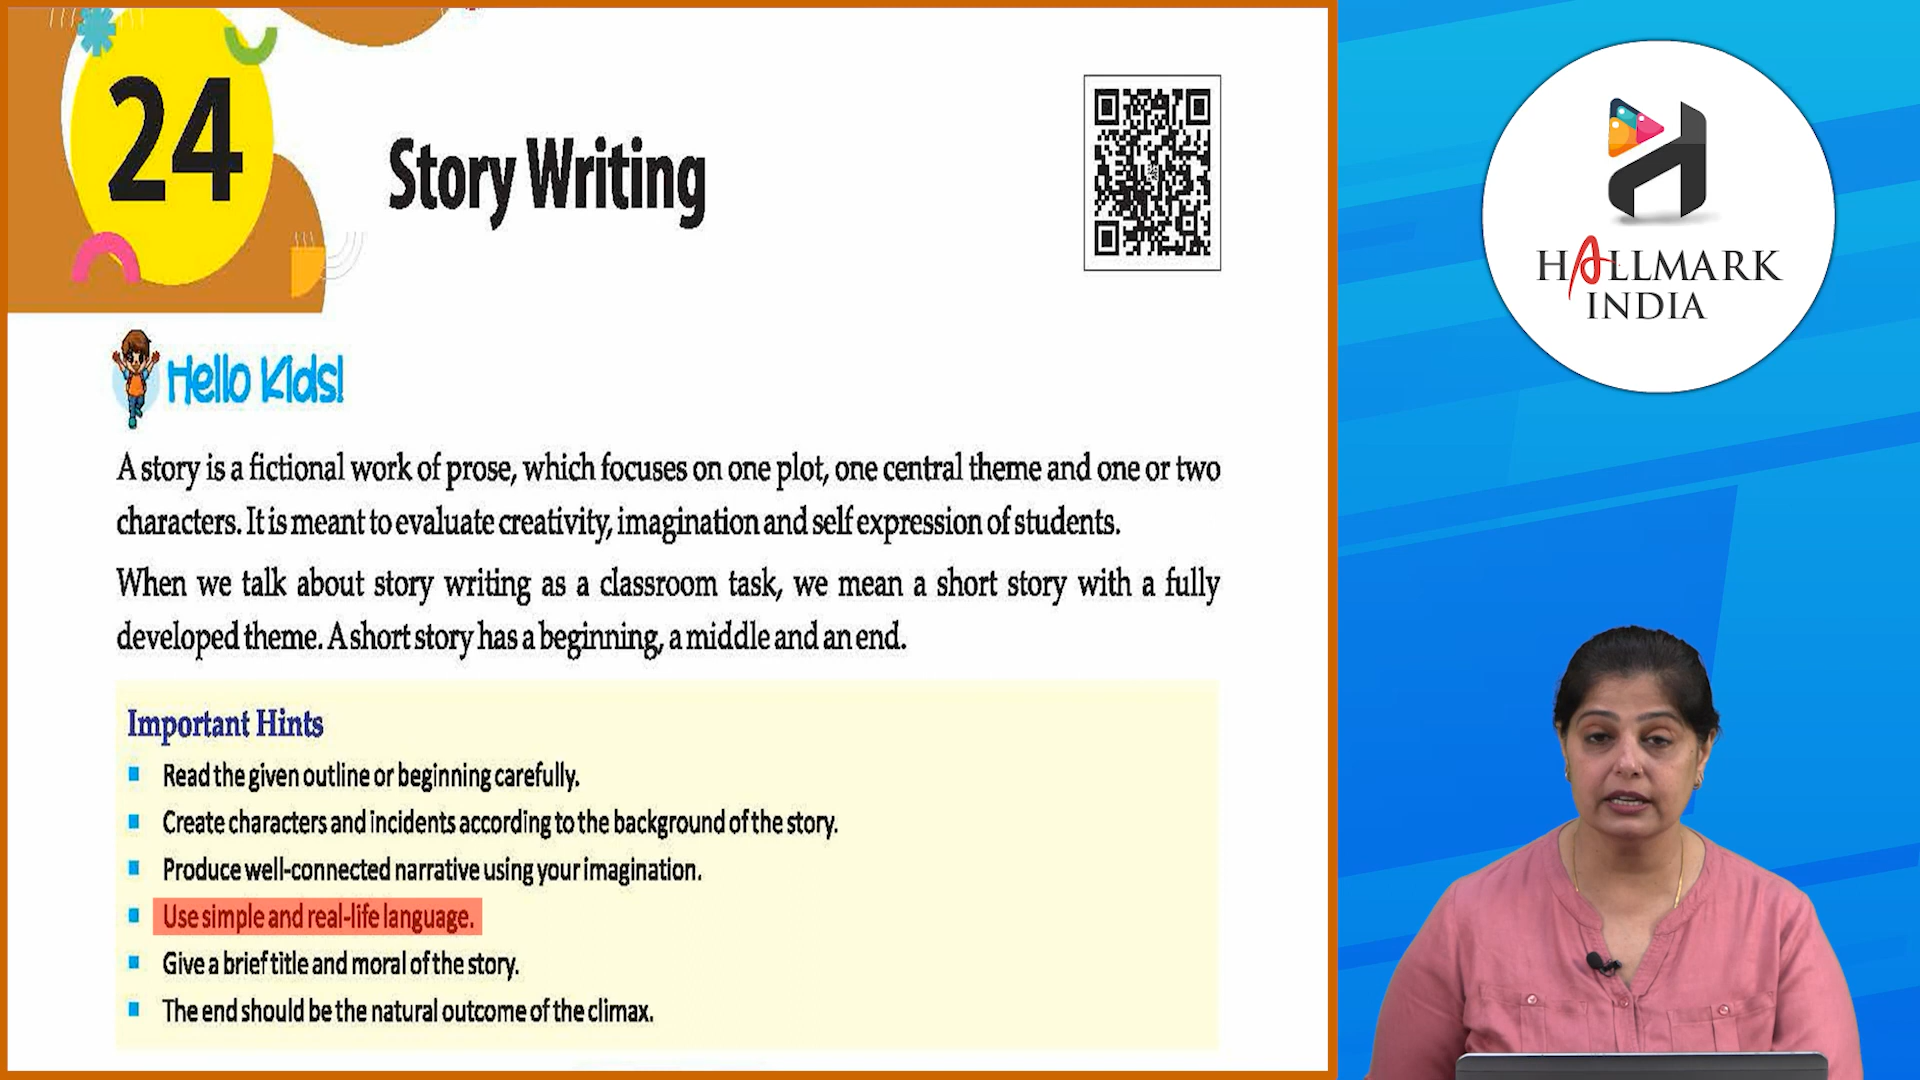 24
Story Writing
Hello Kids!
A story is a fictional work of prose, which focuses on one plot, one central theme and one or two
characters. It is meant to evaluate creativity, imagination and self expression of students.
When we talk about story writing as a classroom task, we mean a short story with a fully
developed theme. A short story has a beginning, a middle and an end.
Important Hints
Read the given outline or beginning carefully.
Create characters and incidents according to the background of the story.
Produce well-connected narrative using your imagination.
Use simple and real-life language.
Give a brief title and moral of the story.
The end should be the natural outcome of the climax.
HALLMARK
INDIA